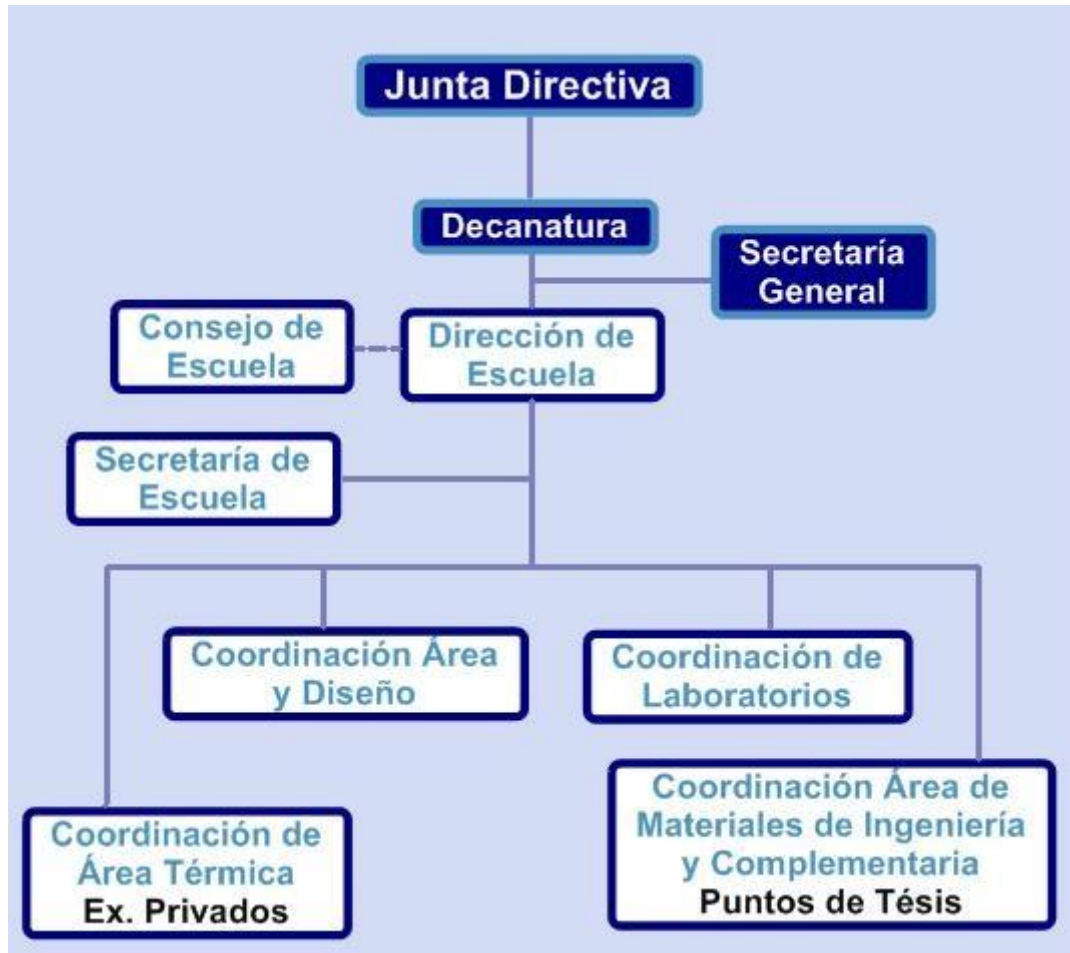 Junta Directiva
Decanatura
Secretaría
General
Consejo de
Escuela
Dirección de
Escuela
Secretaría de
Escuela
Coordinación Área
y Diseño
Coordinación de
Laboratorios
Coordinación de
Área Térmica
Ex. Privados
Coordinación Área de
Materiales de Ingeniería
y Complementaria
Puntos de Tésis